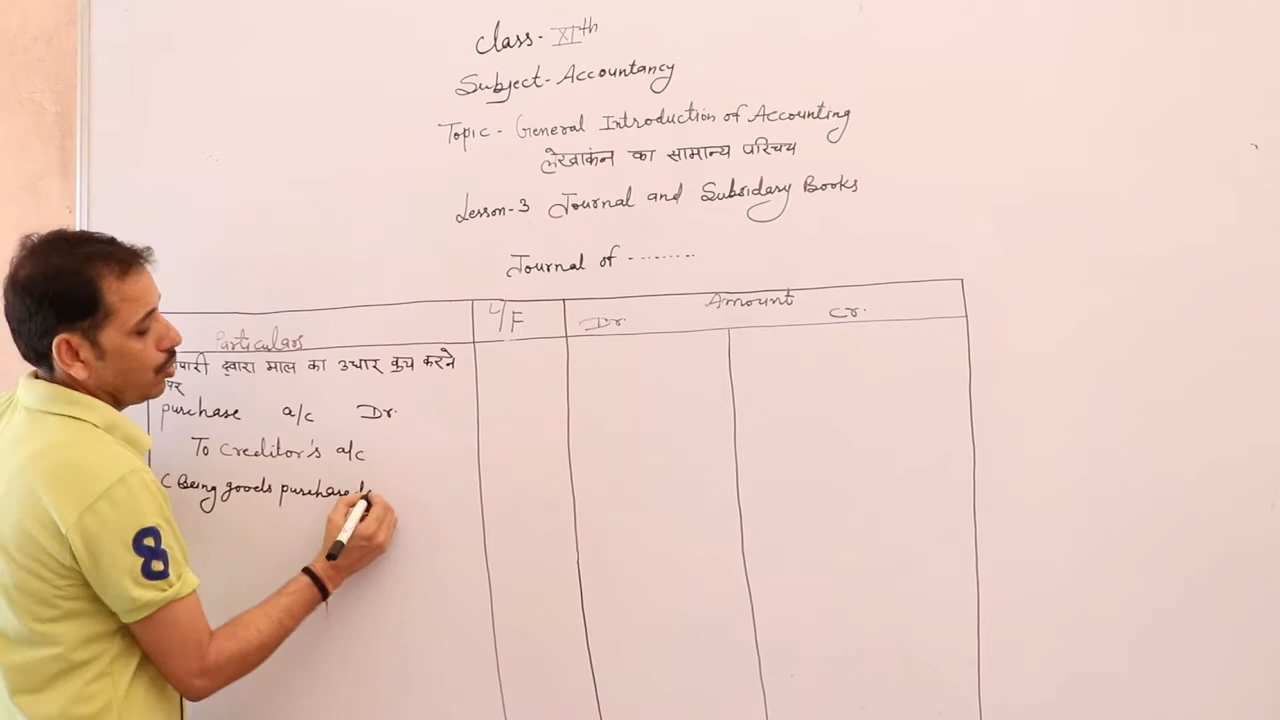 Class- XIth
Subject- Accountancy
Topic - General Introduction of Accounting
लेखाकंन का सामान्य परिचय
Lesson-3 Journal and Subsidary Books
Journal of ---------
Particulars
L/F
Amount
Dr.
Cr.
द्वारा माल का उधार क्रय करने
पर
purchase a/c Dr.
To creditor's a/c
(Being goods purchase
8